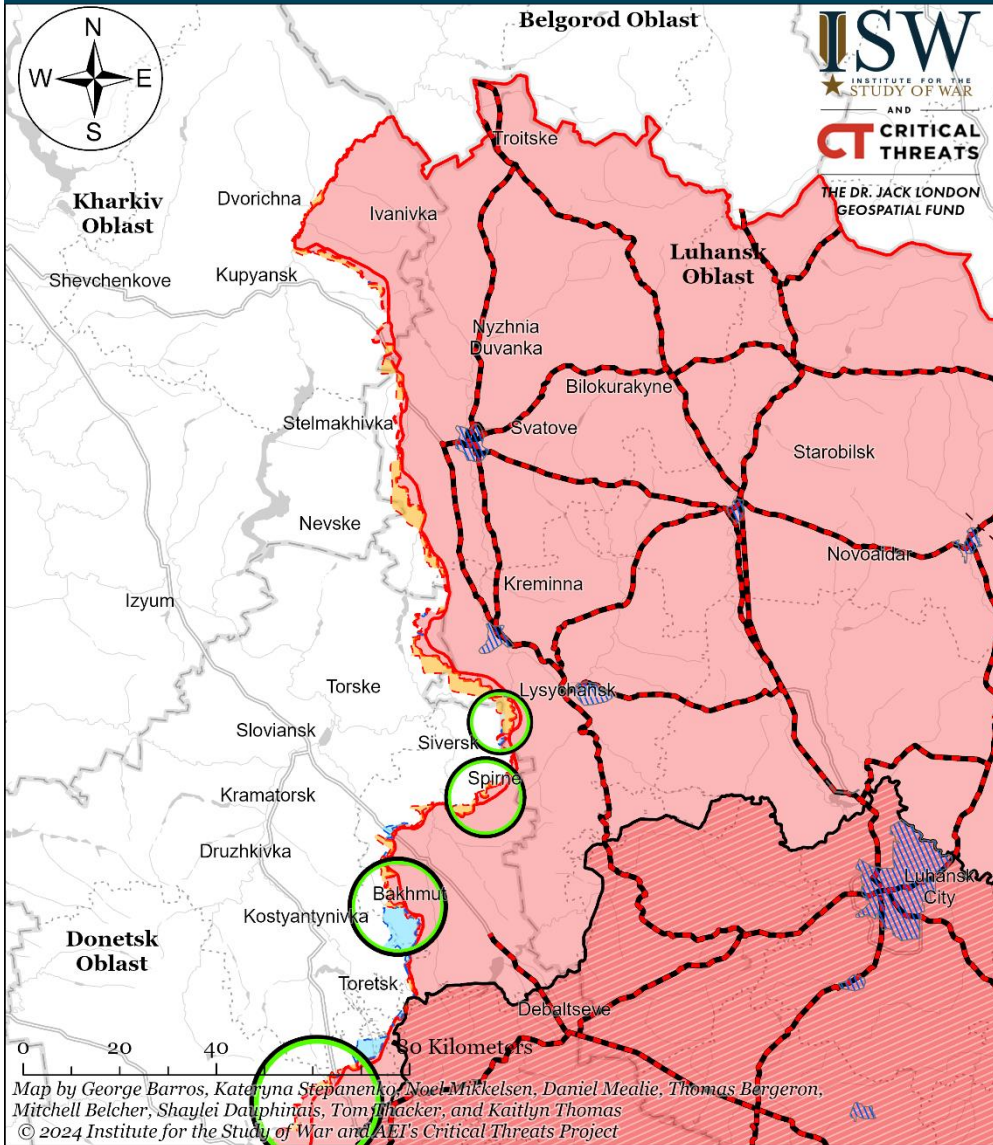 Belgorod Oblast
N
W E
S
ISW
INSTITUTE FOR THE
STUDY OF WAR
AND
CT CRITICAL
THREATS
THE DR. JACK LONDON
GEOSPATIAL FUND
Troitske
Dvorichna
Kharkiv
Oblast
Ivanivka
Luhansk
Oblast
Shevchenkove
Kupyansk
Nyzhnia
Duvanka
Bilokurakyne
Stelmakhivka
Svatove
Starobilsk
Nevske
Novoaidar
Kreminna
Izyum
Torske
Lysychansk
Sloviansk
Siversk
Spirne
Kramatorsk
Druzhkivka
Bakhmut
Luhansk
City
Kostyantynivka
Donetsk
Oblast
Toretsk
Debaltseve
0 20 40 80 Kilometers
Map by George Barros, Kateryna Stepanenko, Noel Mikkelsen, Daniel Mealie, Thomas Bergeron,
Mitchell Belcher, Shaylei Dauphinais, Tom Thacker, and Kaitlyn Thomas
© 2024 Institute for the Study of War and AEI's Critical Threats Project